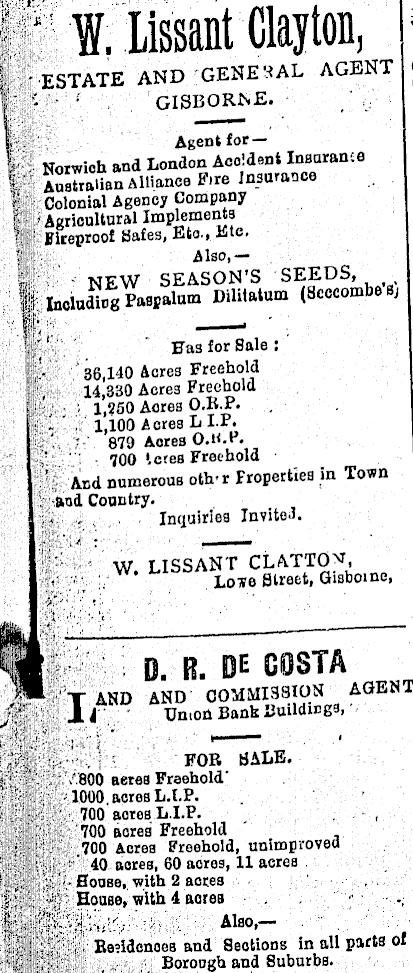 W. Lissant Clayton,
ESTATE AND GENERAL AGENT
GISBORNE.
Agent for—
Norwich and London Accident Insurance
Australian Alliance Fire Insurance
Colonial Agency Company
Agricultural Implements
Fireproof Safes, Etc., Etc.
Also,—
NEW SEASON'S SEEDS,
Including Paspalum Dilitatum (Seccombe's)
Has for Sale:
36,140 Acres Freehold
14,330 Acres Freehold
1,250 Acres O.R.P.
1,100 Acres L I.P.
879 Acres O.R.P.
700 Acres Freehold
And numerous other Properties in Town
and Country.
Inquiries Invited.
W. LISSANT CLATTON,
Lowe Street, Gisborne,
D. R. DE COSTA
LAND AND COMMISSION AGENT
Union Bank Buildings,
FOR SALE.
800 acres Freehold
1000 acres L.I.P.
700 acres L.I.P.
700 acres Freehold
700 Acres Freehold, unimproved
40 acres, 60 acres, 11 acres
House, with 2 acres
House, with 4 acres
Also,—
Residences and Sections in all parts of
Borough and Suburbs.